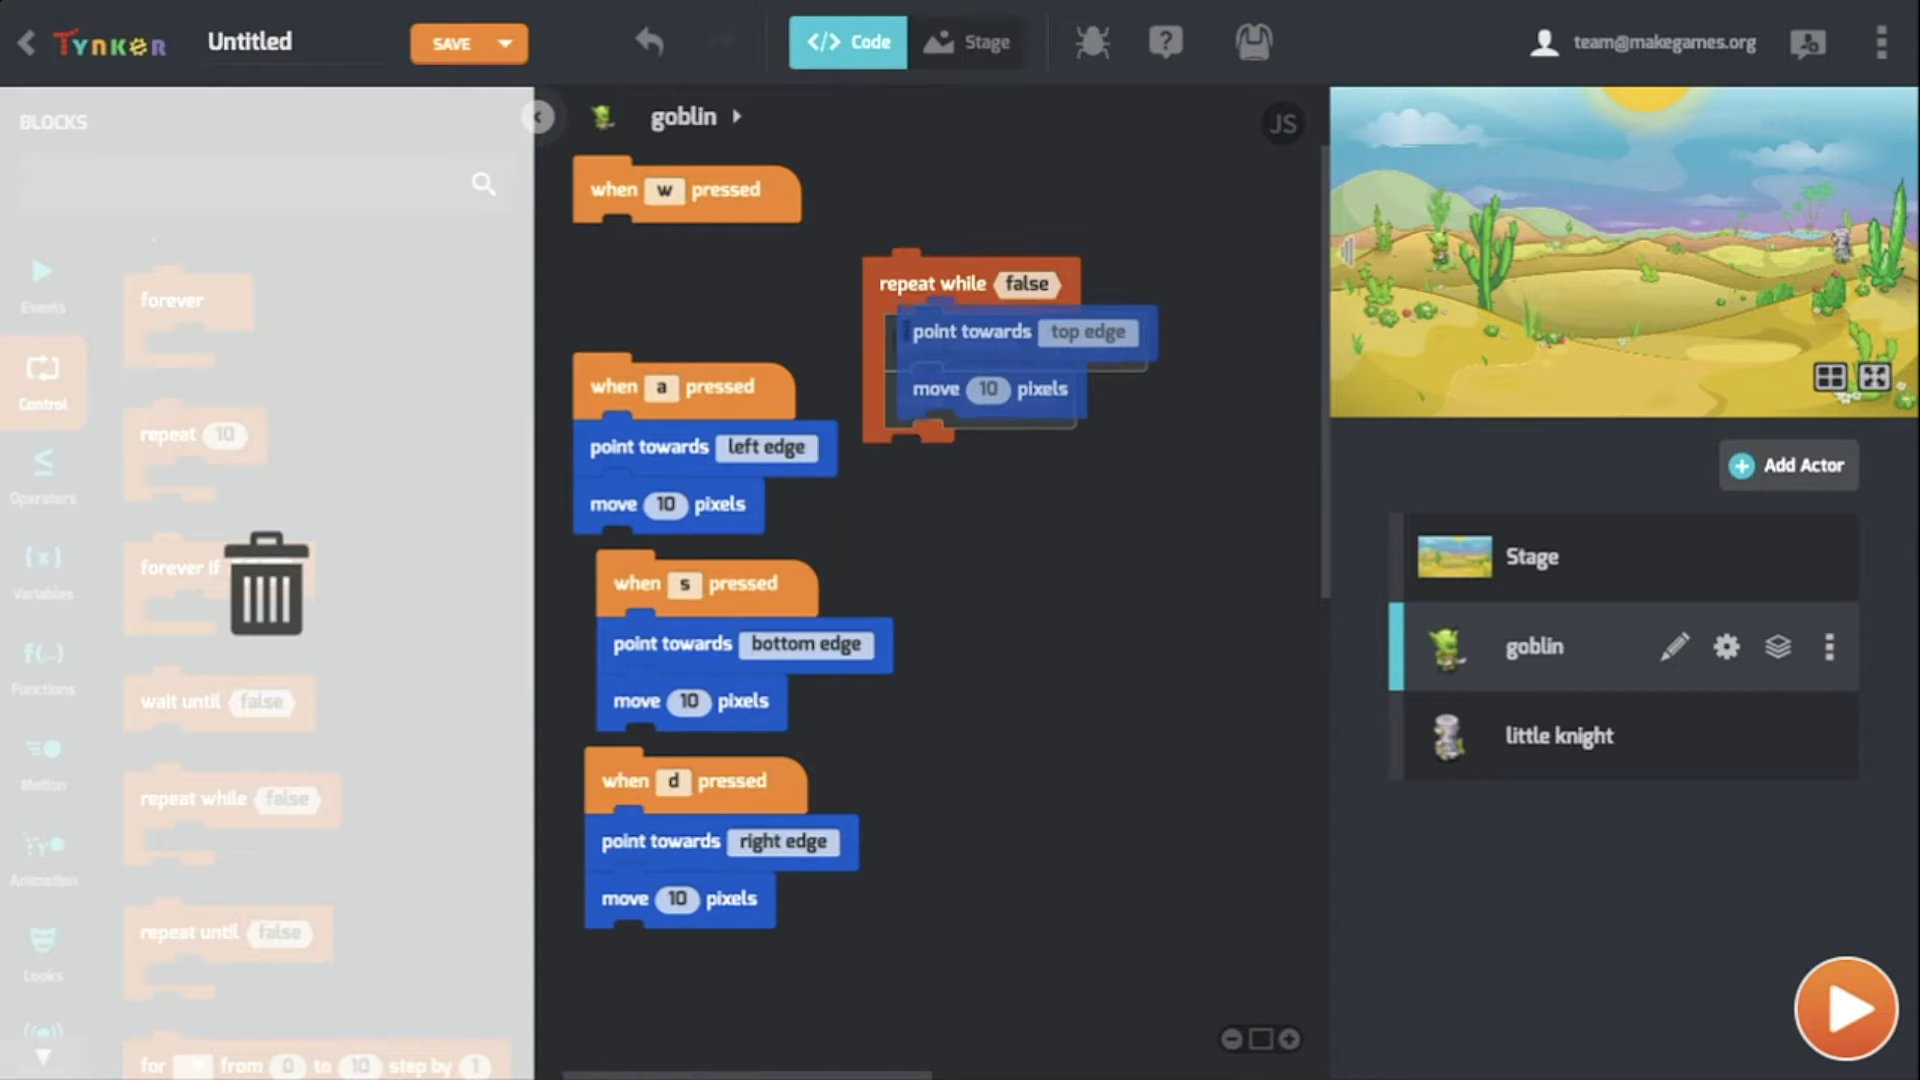 TYNKER
Untitled
SAVE
</> Code
Stage
?
team@makegames.org
BLOCKS
Events
Control
Operators
Variables
Functions
Motion
Animation
Looks
forever
repeat 10
forever if
wait until false
repeat while false
repeat until false
for from 0 to 10 step by 1
goblin
JS
when w pressed
repeat while false
point towards top edge
move 10 pixels
when a pressed
point towards left edge
move 10 pixels
when s pressed
point towards bottom edge
move 10 pixels
when d pressed
point towards right edge
move 10 pixels
Add Actor
Stage
goblin
little knight